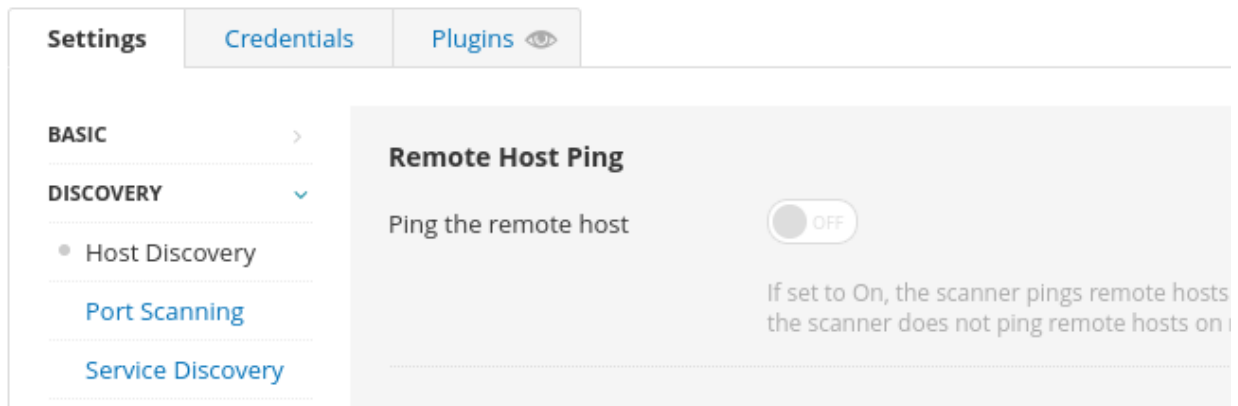 Settings
Credentials
Plugins
BASIC
DISCOVERY
Host Discovery
Port Scanning
Service Discovery
Remote Host Ping
Ping the remote host
OFF
If set to On, the scanner pings remote hosts
the scanner does not ping remote hosts on